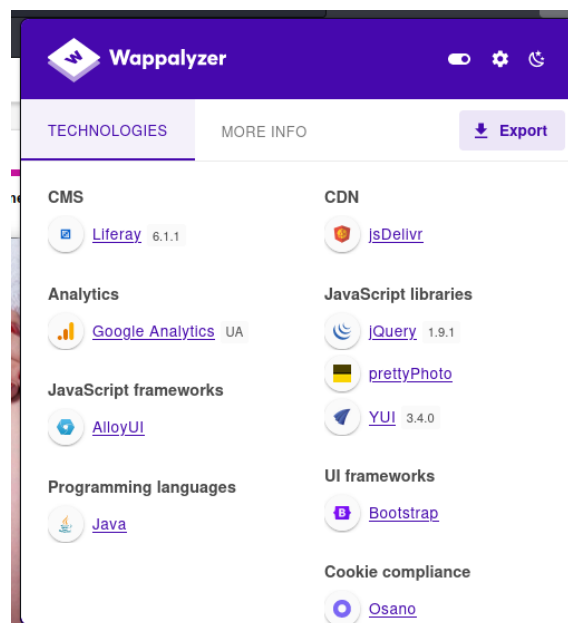 Wappalyzer
TECHNOLOGIES
MORE INFO
Export
CMS
Liferay 6.1.1
Analytics
Google Analytics UA
JavaScript frameworks
AlloyUI
Programming languages
Java
CDN
jsDelivr
JavaScript libraries
jQuery 1.9.1
prettyPhoto
YUI 3.4.0
UI frameworks
Bootstrap
Cookie compliance
Osano